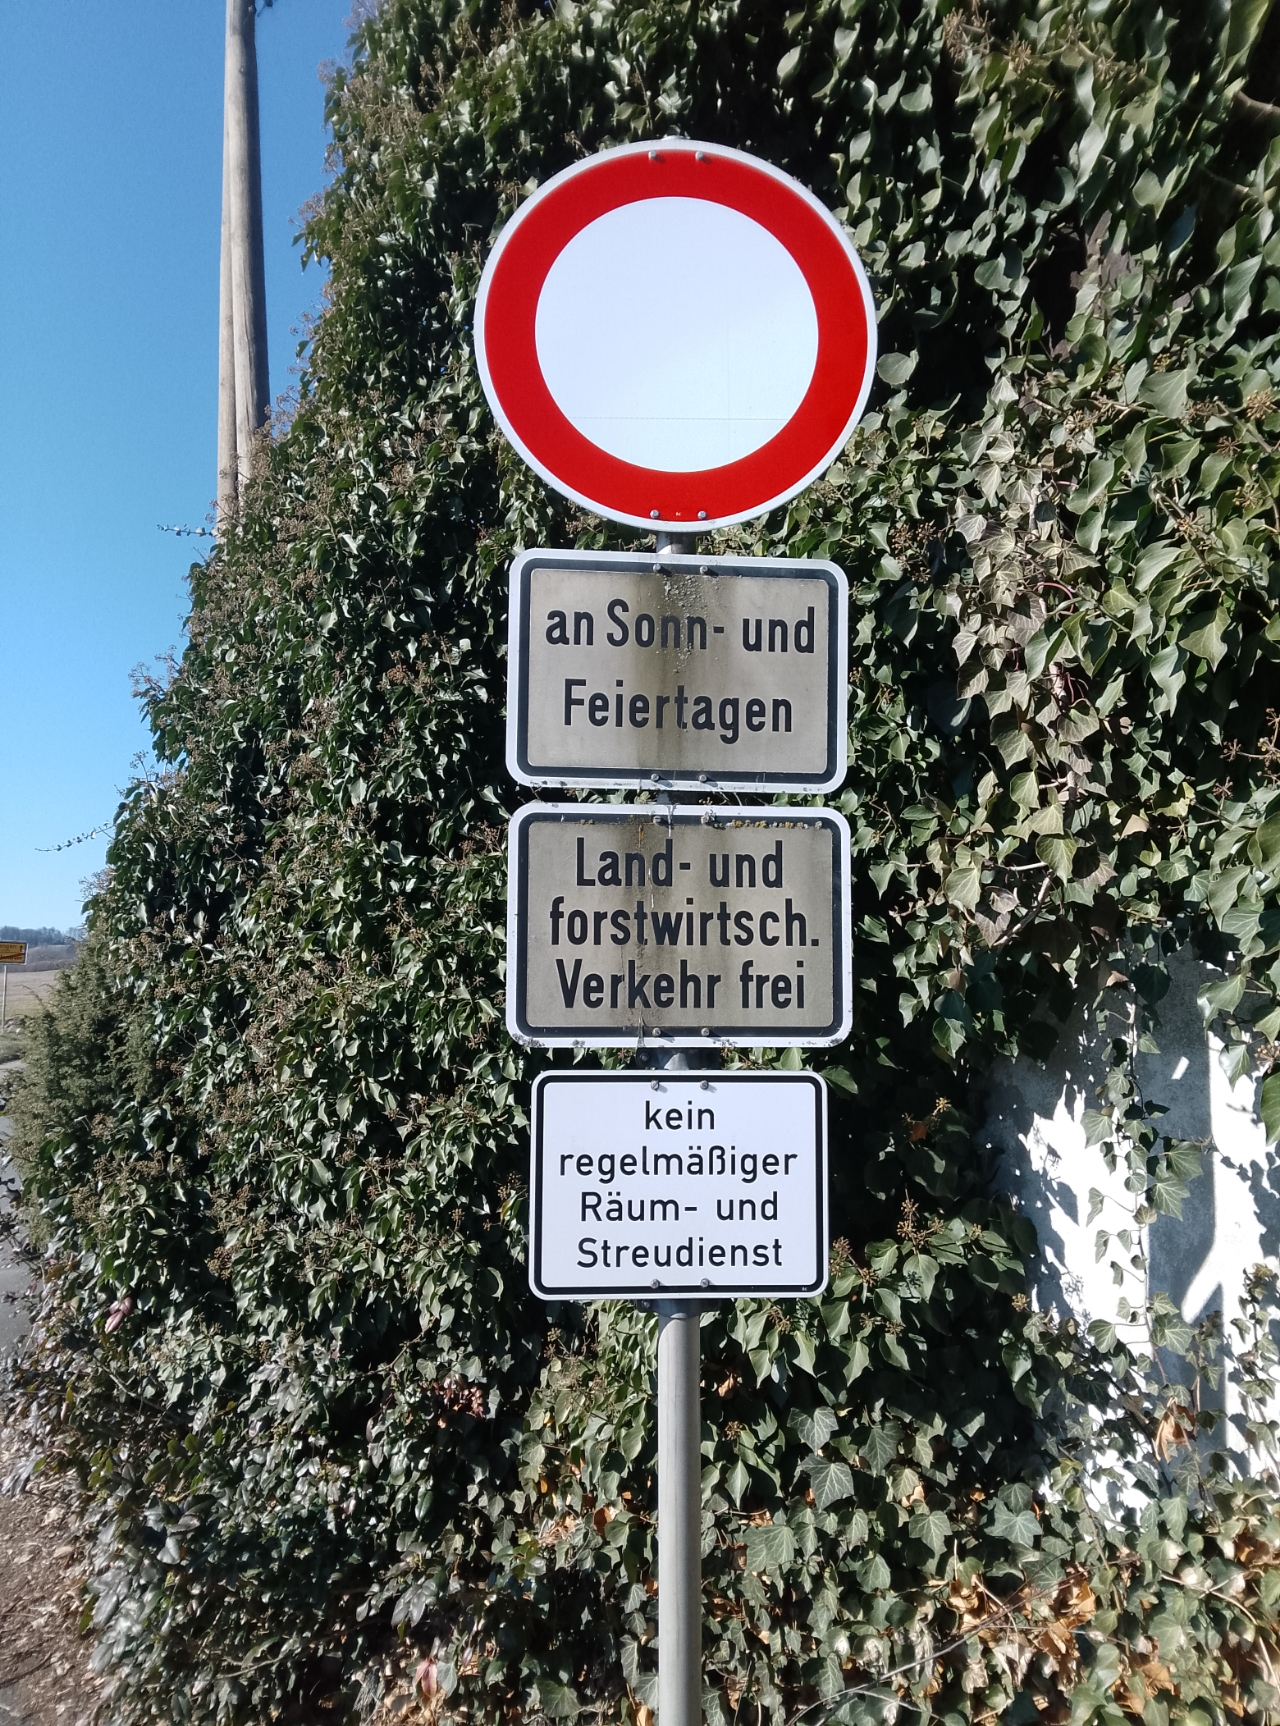 an Sonn- und
Feiertagen
Land- und
forstwirtsch.
Verkehr frei
kein
regelmäßiger
Räum- und
Streudienst